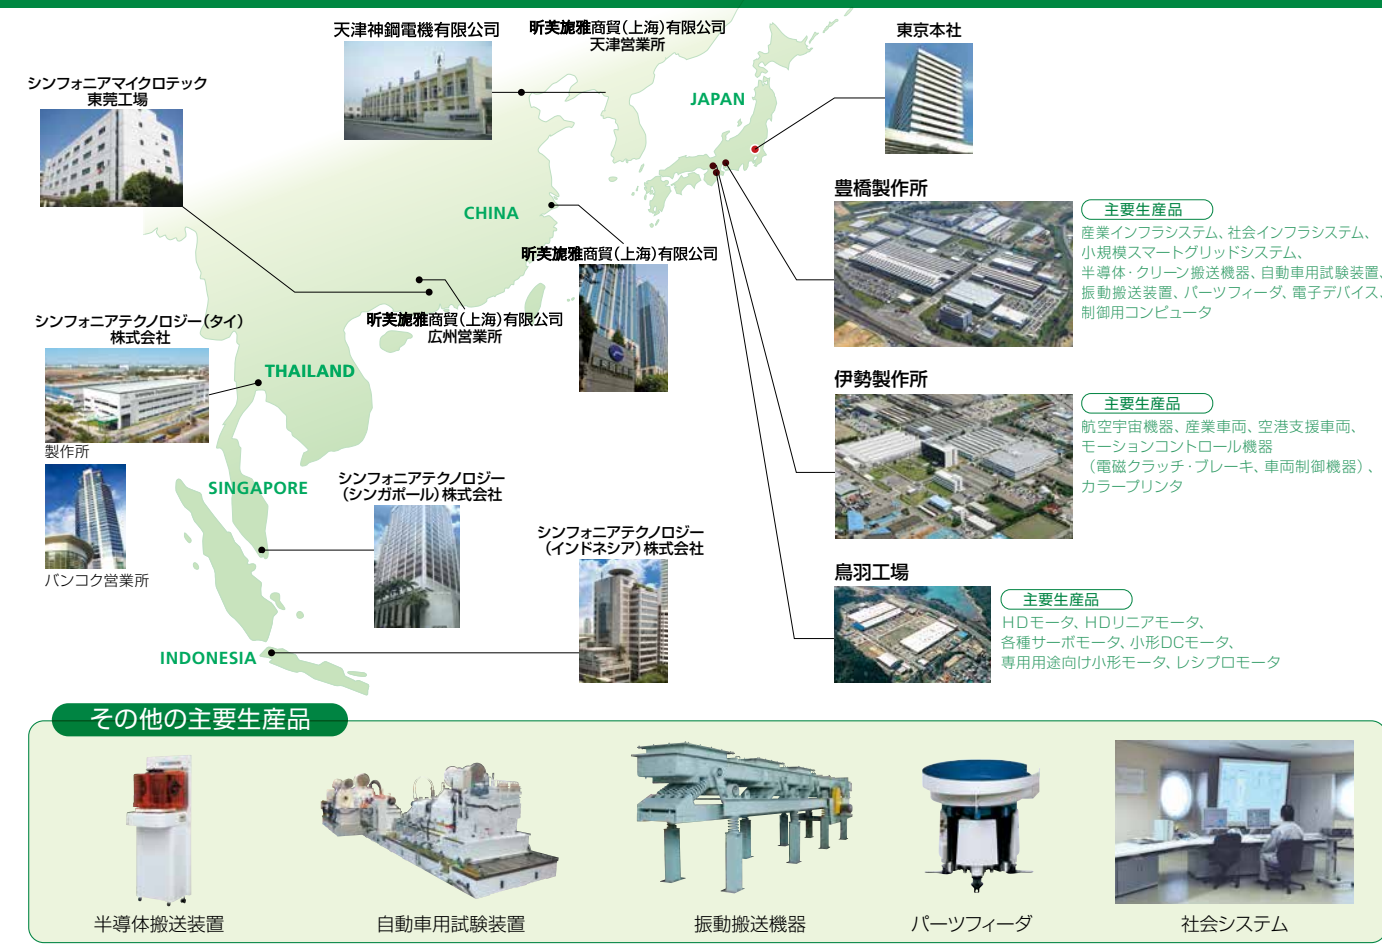 天津神鋼電機有限公司
昕芙旎雅商貿(上海)有限公司
天津営業所
東京本社
シンフォニアマイクロテック
東莞工場
JAPAN
豊橋製作所
主要生産品
産業インフラシステム、社会インフラシステム、
小規模スマートグリッドシステム、
半導体・クリーン搬送機器、自動車用試験装置、
振動搬送装置、パーツフィーダ、電子デバイス、
制御用コンピュータ
CHINA
昕芙旎雅商貿(上海)有限公司
昕芙旎雅商貿(上海)有限公司
広州営業所
シンフォニアテクノロジー(タイ)
株式会社
THAILAND
製作所
バンコク営業所
伊勢製作所
主要生産品
航空宇宙機器、産業車両、空港支援車両、
モーションコントロール機器
(電磁クラッチ・ブレーキ、車両制御機器)、
カラープリンタ
SINGAPORE
シンフォニアテクノロジー
(シンガポール)株式会社
シンフォニアテクノロジー
(インドネシア)株式会社
INDONESIA
鳥羽工場
主要生産品
HDモータ、HDリニアモータ、
各種サーボモータ、小形DCモータ、
専用用途向け小形モータ、レシプロモータ
その他の主要生産品
半導体搬送装置
自動車用試験装置
振動搬送機器
パーツフィーダ
社会システム